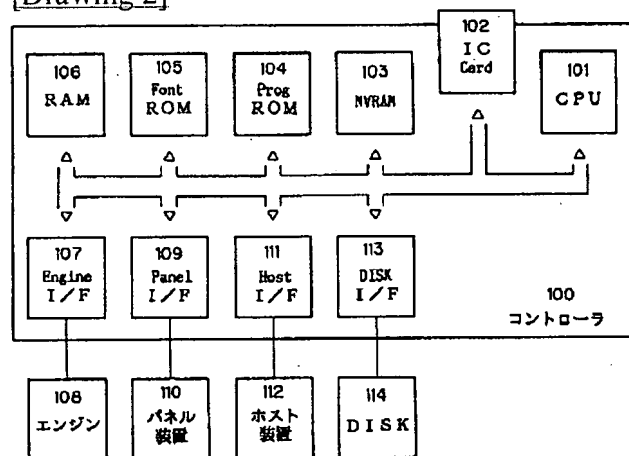 [Drawing 2]
102
IC
Card
106
RAM
105
Font
ROM
104
Prog
ROM
103
NVRAM
101
CPU
107
Engine
I/F
109
Panel
I/F
111
Host
I/F
113
DISK
I/F
100
コントローラ
108
エンジン
110
パネル
装置
112
ホスト
装置
114
DISK